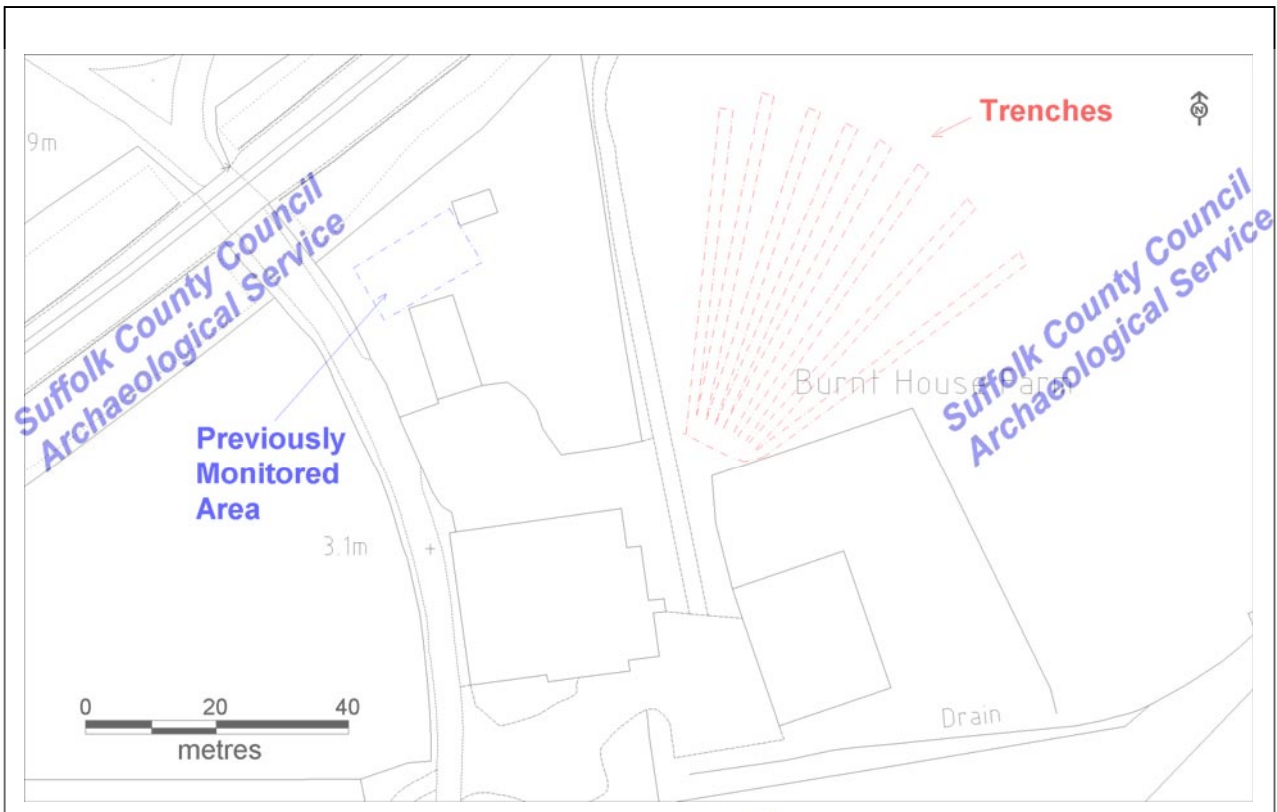 Trenches
N
9m
Suffolk County Council
Archaeological Service
Suffolk County Council
Archaeological Service
Burnt House Farm
Previously
Monitored
Area
3.1m
0 20 40
metres
Drain